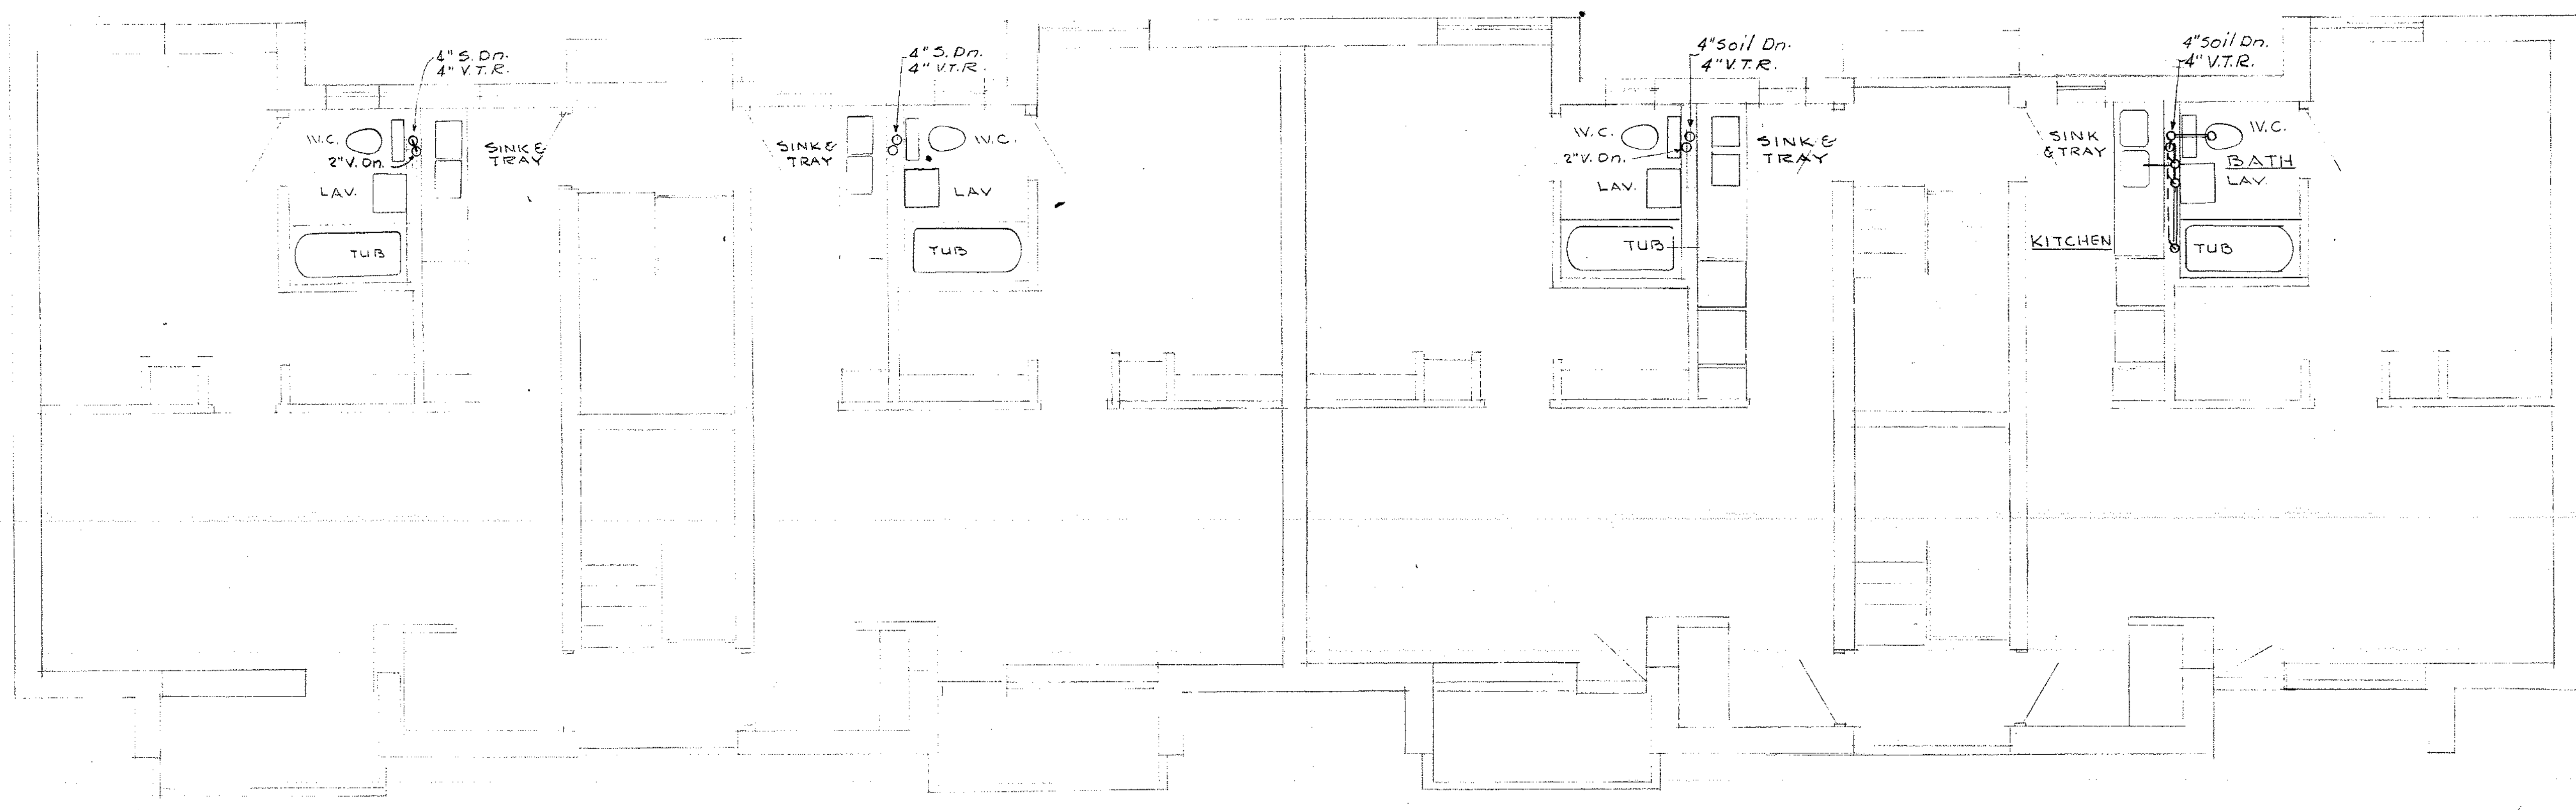 4" S. Dn.
4" V.T.R.
W.C.
2" V. Dn.
LAV.
TUB
SINK &
TRAY
4" S. Dn.
4" V.T.R.
SINK &
TRAY
W.C.
LAV
TUB
4" Soil Dn.
4" V.T.R.
W.C.
2" V. Dn.
LAV.
TUB
SINK &
TRAY
4" Soil Dn.
4" V.T.R.
SINK
& TRAY
W.C.
BATH
LAV.
KITCHEN
TUB